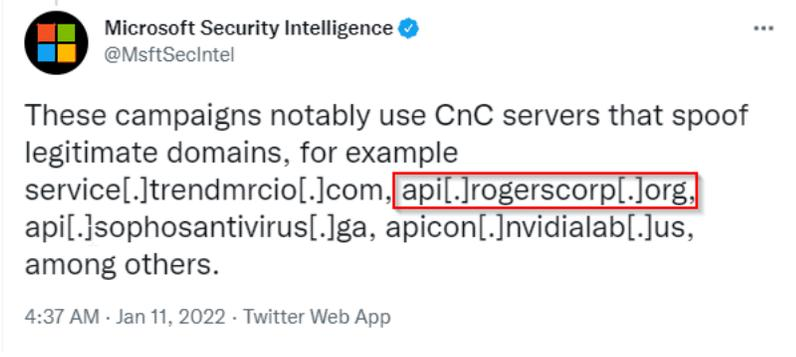 Microsoft Security Intelligence
@MsftSecIntel
These campaigns notably use CnC servers that spoof
legitimate domains, for example
service[.]trendmrcio[.]com, api[.]rogerscorp[.]org,
api[.]sophosantivirus[.]ga, apicon[.]nvidialab[.]us,
among others.
4:37 AM · Jan 11, 2022 · Twitter Web App